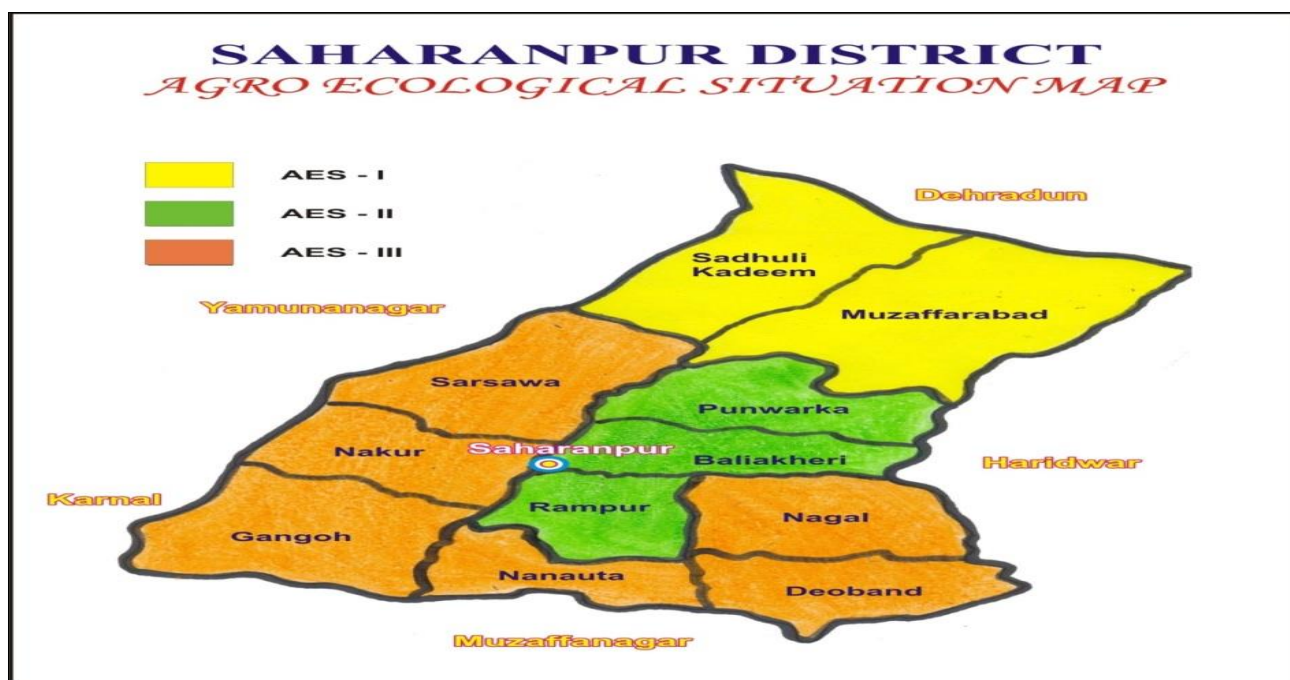 SAHARANPUR DISTRICT
AGRO ECOLOGICAL SITUATION MAP
AES - I
AES - II
AES - III
Dehradun
Sadhuli
Kadeem
Yamunanagar
Muzaffarabad
Sarsawa
Punwarka
Nakur
Saharanpur
Baliakheri
Haridwar
Karnal
Rampur
Nagal
Gangoh
Nanauta
Deoband
Muzaffanagar